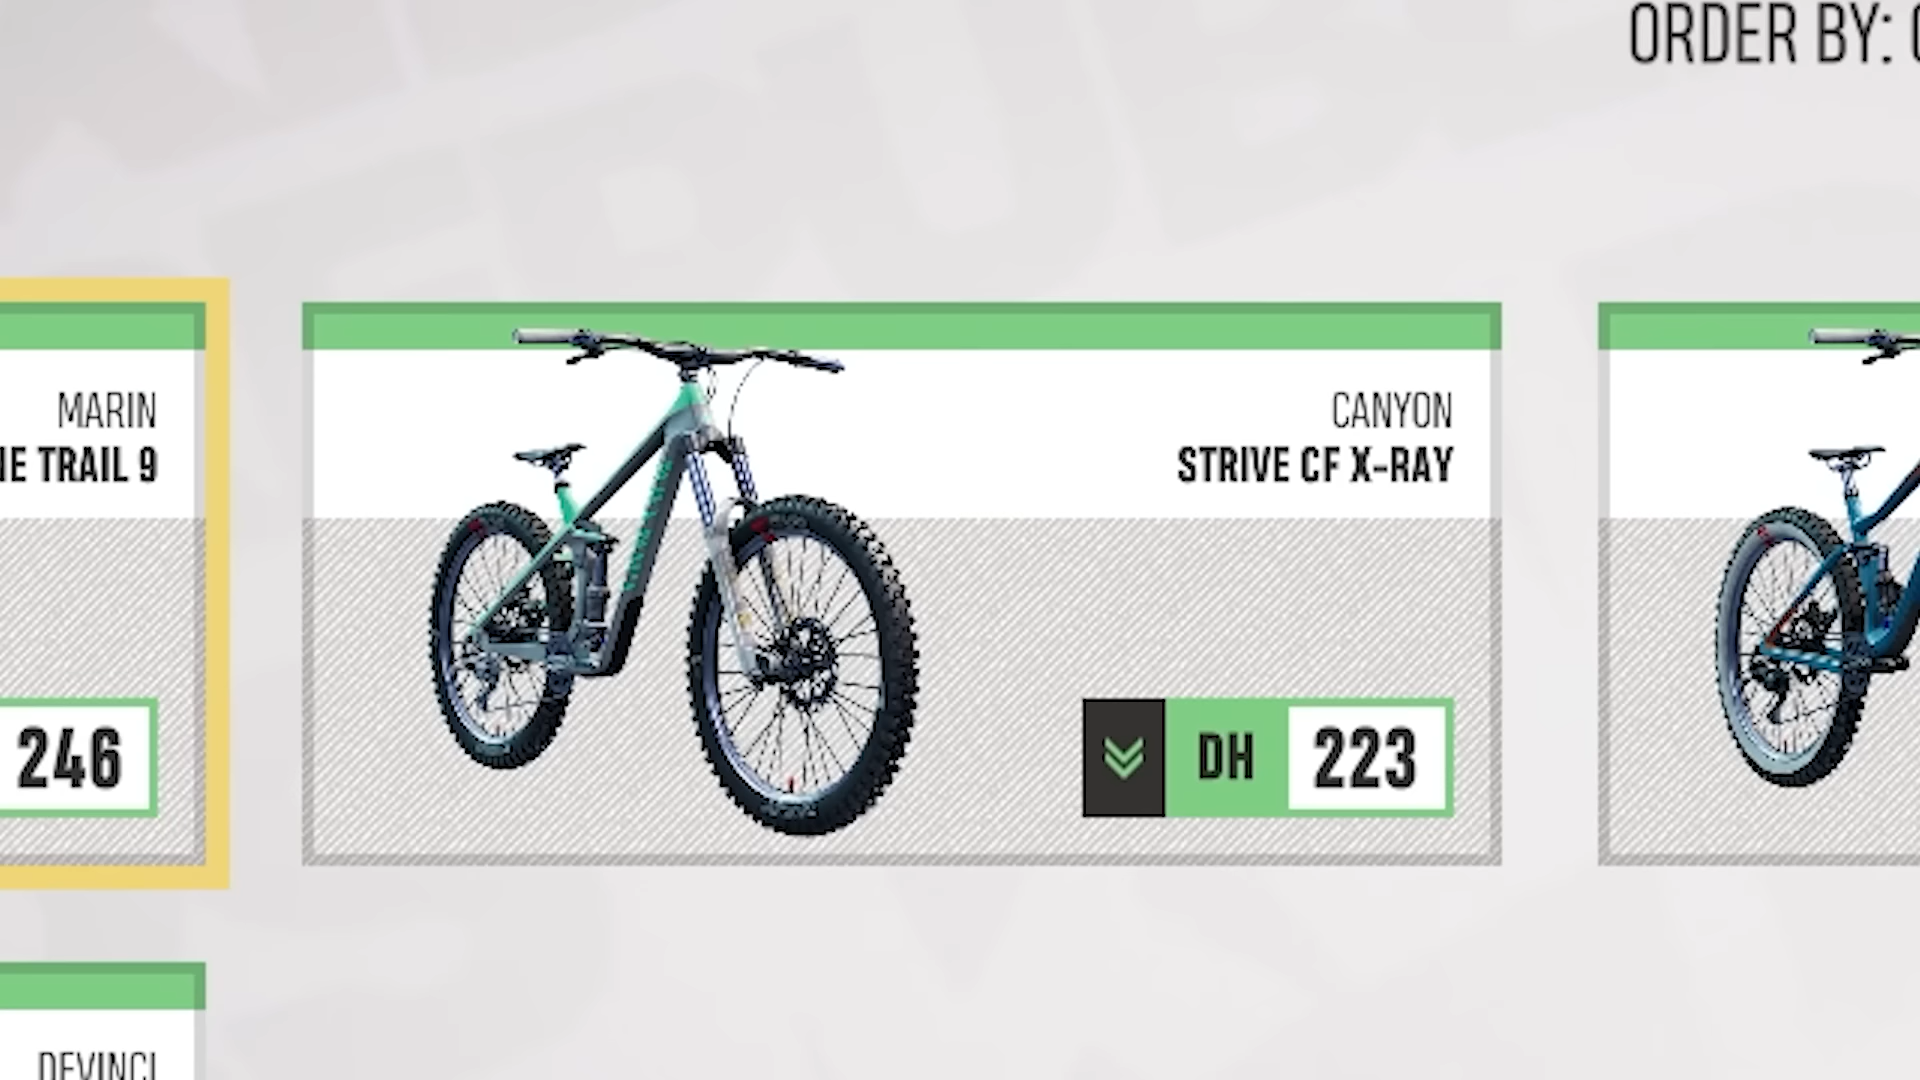 ORDER BY:
MARIN
TRAIL 9
246
CANYON
STRIVE CF X-RAY
DH 223
DEVINCI